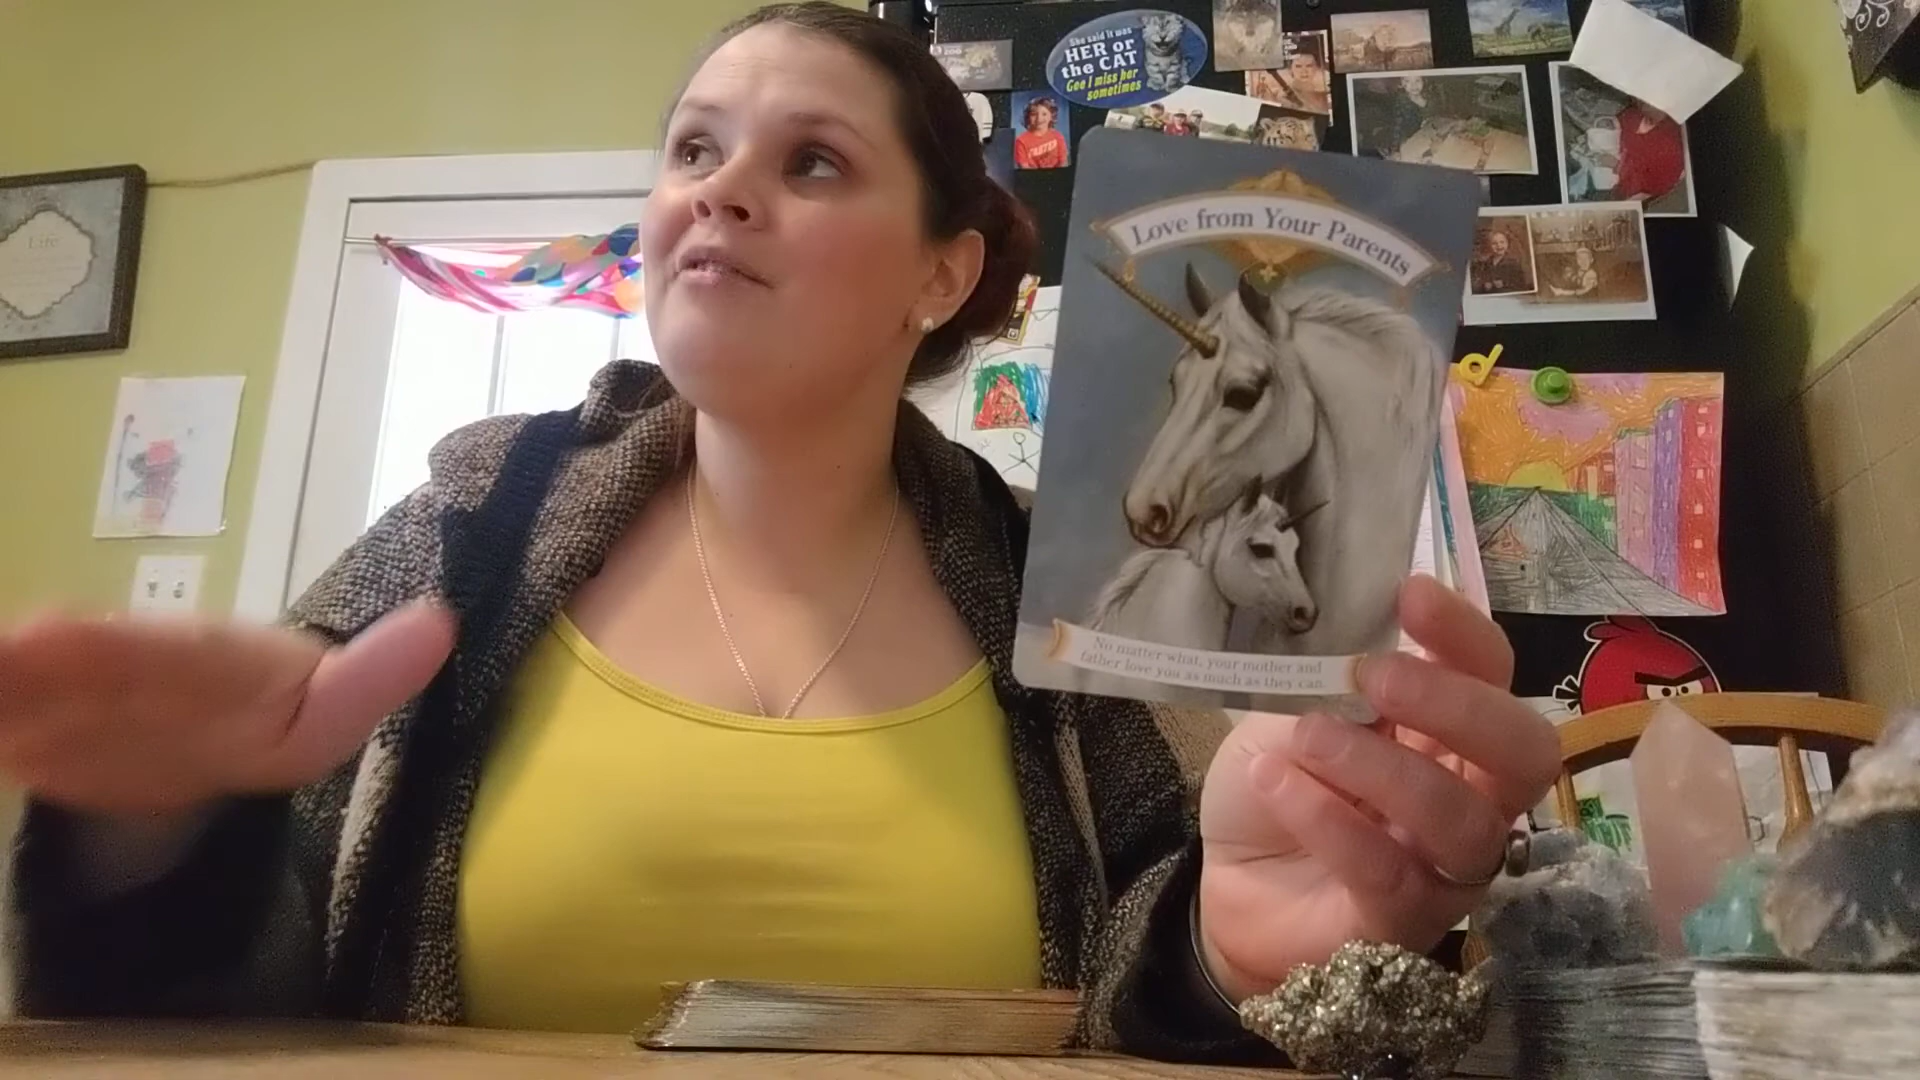 She said it was
HER or
the CAT
Gee I miss her
sometimes
Love from Your Parents
No matter what, your mother and
father love you as much as they can.
Life